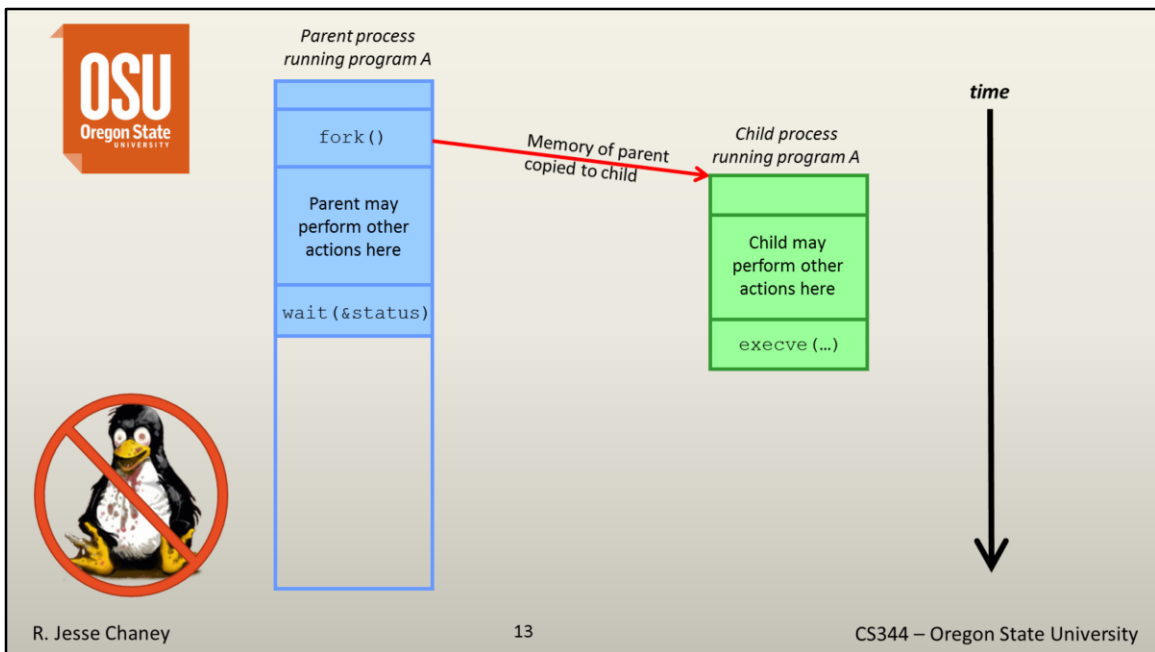 OSU
Oregon State
UNIVERSITY
Parent process
running program A
fork()
Parent may
perform other
actions here
wait(&status)
Memory of parent
copied to child
Child process
running program A
Child may
perform other
actions here
execve(…)
time
R. Jesse Chaney
13
CS344 – Oregon State University